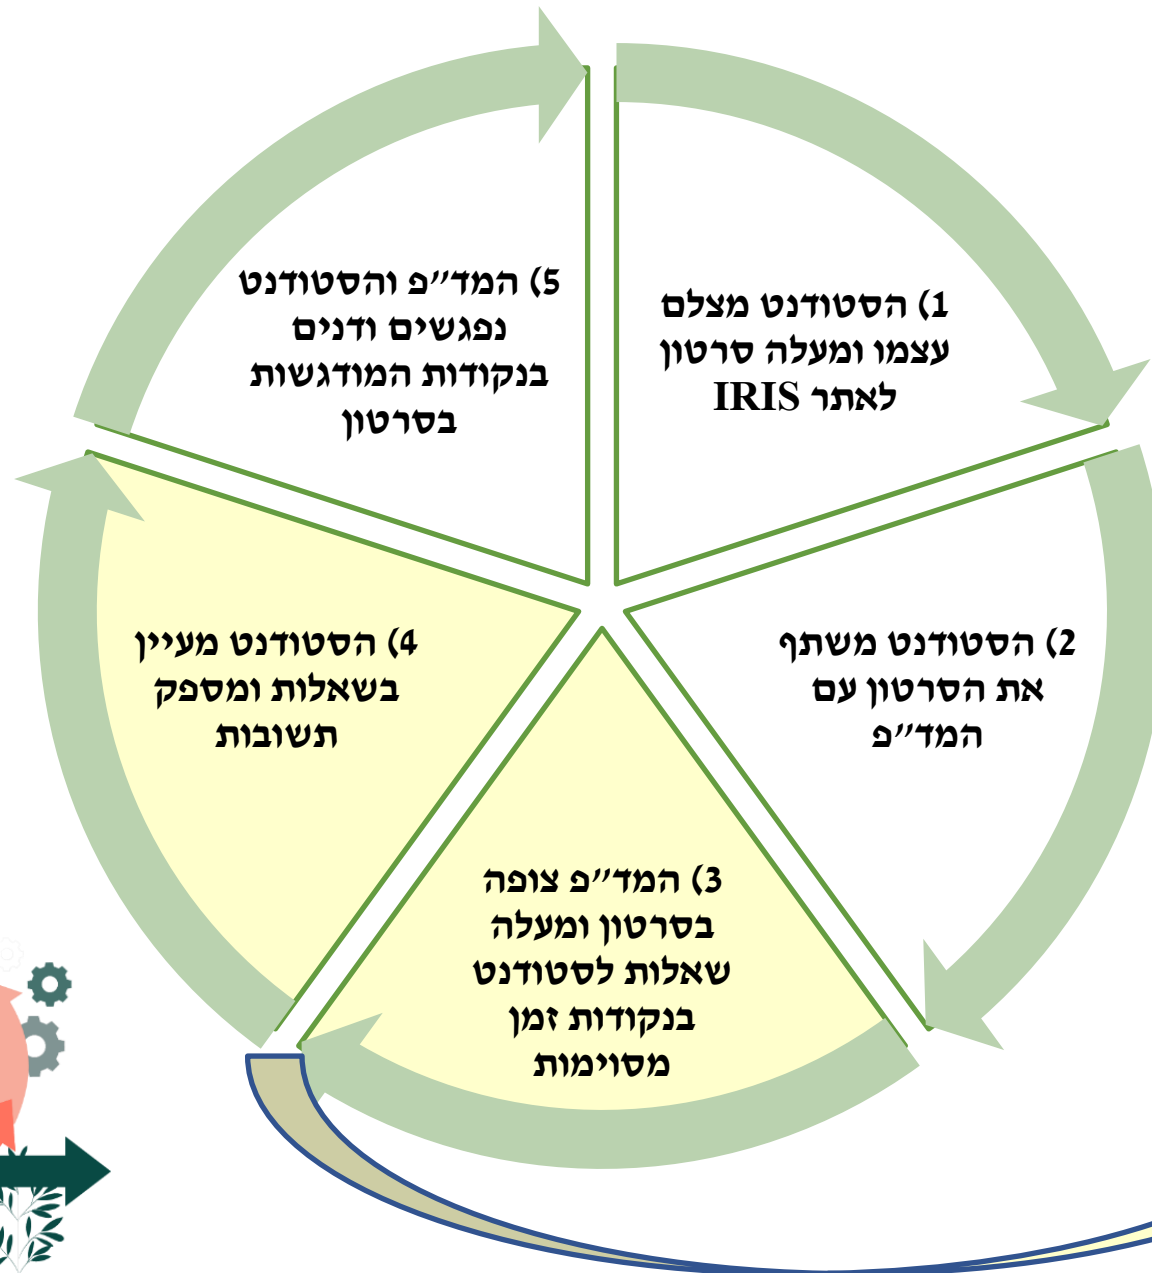 1) הסטודנט מצלם
עצמו ומעלה סרטון
לאתר IRIS
2) הסטודנט משתף
את הסרטון עם
המד״פ
3) המד״פ צופה
בסרטון ומעלה
שאלות לסטודנט
בנקודות זמן
מסוימות
4) הסטודנט מעיין
בשאלות ומספק
תשובות
5) המד״פ והסטודנט
נפגשים ודנים
בנקודות המודגשות
בסרטון